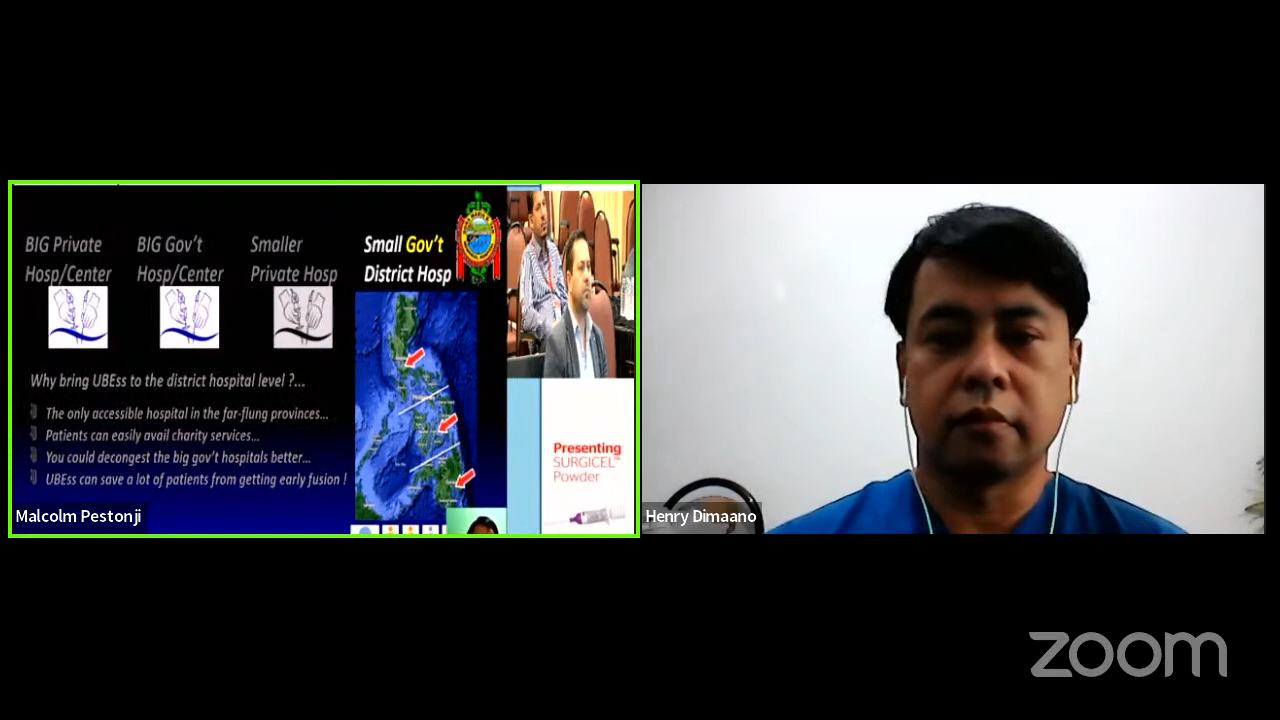 BIG Private
Hosp/Center
BIG Gov't
Hosp/Center
Smaller
Private Hosp
Small Gov't
District Hosp
Why bring UBEss to the district hospital level ?...
The only accessible hospital in the far-flung provinces...
Patients can easily avail charity services...
You could decongest the big gov't hospitals better...
UBEss can save a lot of patients from getting early fusion !
Presenting
SURGICEL™
Powder
Malcolm Pestonji
Henry Dimaano
zoom